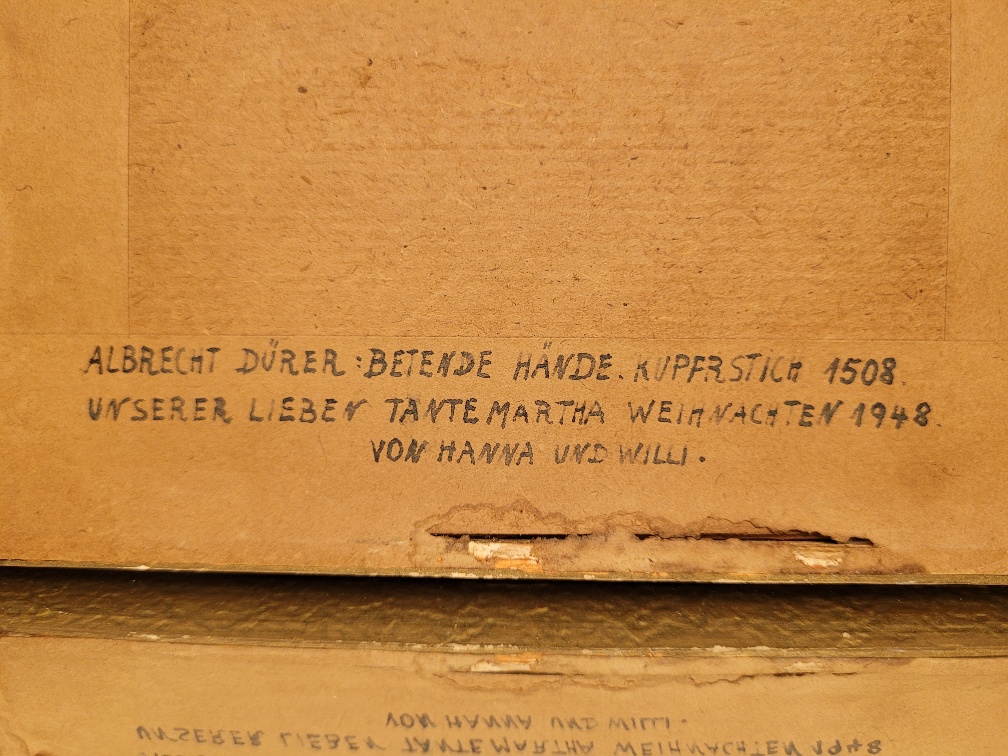 ALBRECHT DÜRER : BETENDE HÄNDE. KUPFRSTICH 1508.
UNSERER LIEBEN TANTE MARTHA WEIHNACHTEN 1948.
VON HANNA UND WILLI.